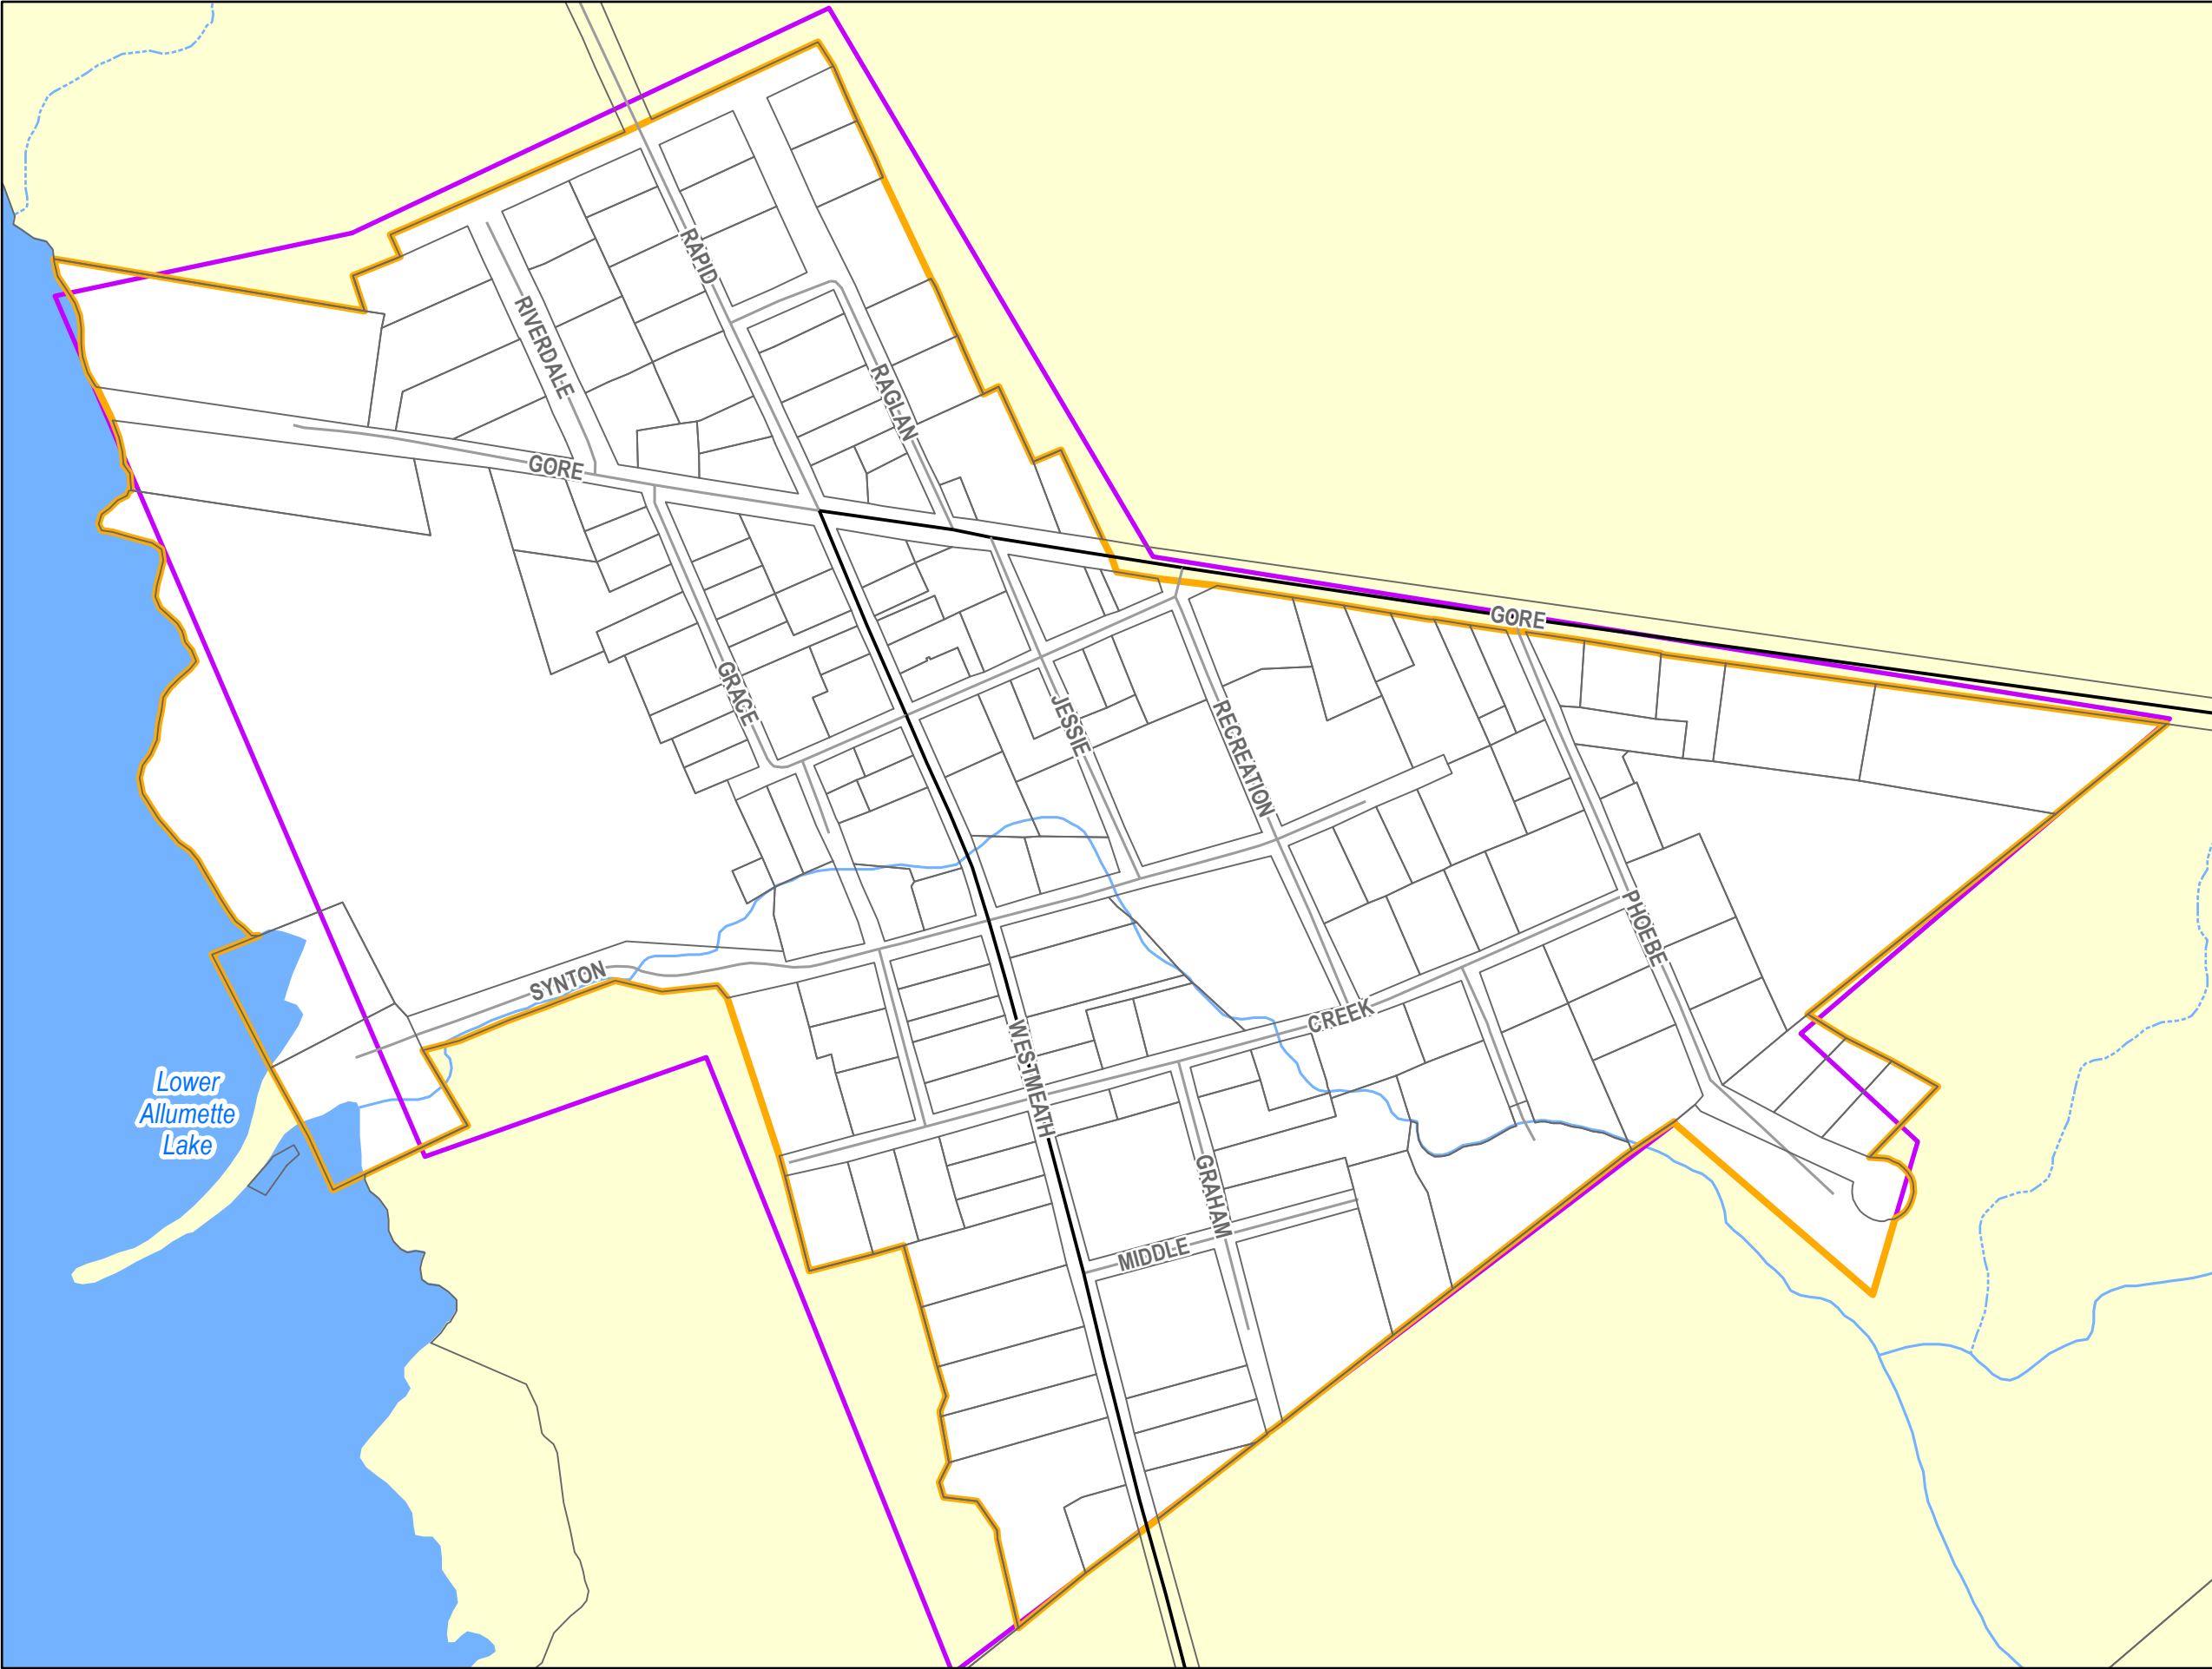 RAPID
RIVERDALE
RAGLAN
GORE
GORE
GRACE
JESSIE
RECREATION
PHOEBE
SYNTON
CREEK
WESTMEATH
Lower
Allumette
Lake
GRAHAM
MIDDLE